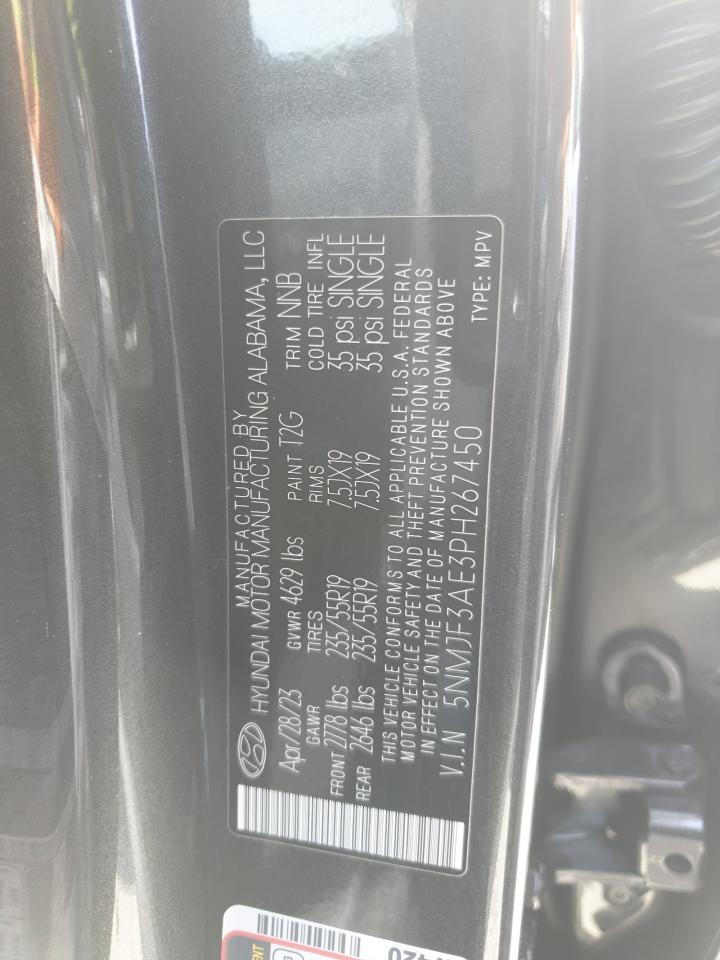 MANUFACTURED BY
HYUNDAI MOTOR MANUFACTURING ALABAMA, LLC
Apr/28/23 GVWR 4629 lbs PAINT T2G TRIM NNB
GAWR TIRES RIMS COLD TIRE INFL
FRONT 2778 lbs 235/55R19 7.5JX19 35 psi SINGLE
REAR 2646 lbs 235/55R19 7.5JX19 35 psi SINGLE
THIS VEHICLE CONFORMS TO ALL APPLICABLE U.S.A. FEDERAL
MOTOR VEHICLE SAFETY AND THEFT PREVENTION STANDARDS
IN EFFECT ON THE DATE OF MANUFACTURE SHOWN ABOVE
V.I.N 5NMJF3AE3PH267450
TYPE: MPV